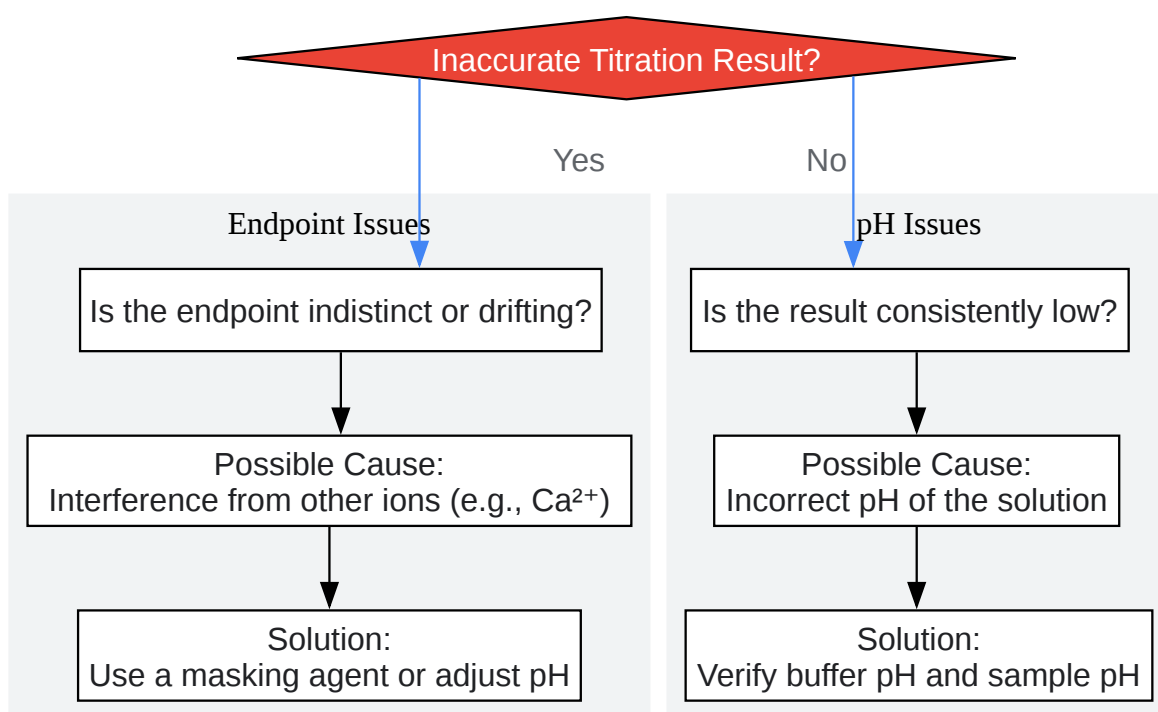 Inaccurate Titration Result?
Yes
No
Endpoint Issues
Is the endpoint indistinct or drifting?
Possible Cause:
Interference from other ions (e.g., Ca²⁺)
Solution:
Use a masking agent or adjust pH
pH Issues
Is the result consistently low?
Possible Cause:
Incorrect pH of the solution
Solution:
Verify buffer pH and sample pH